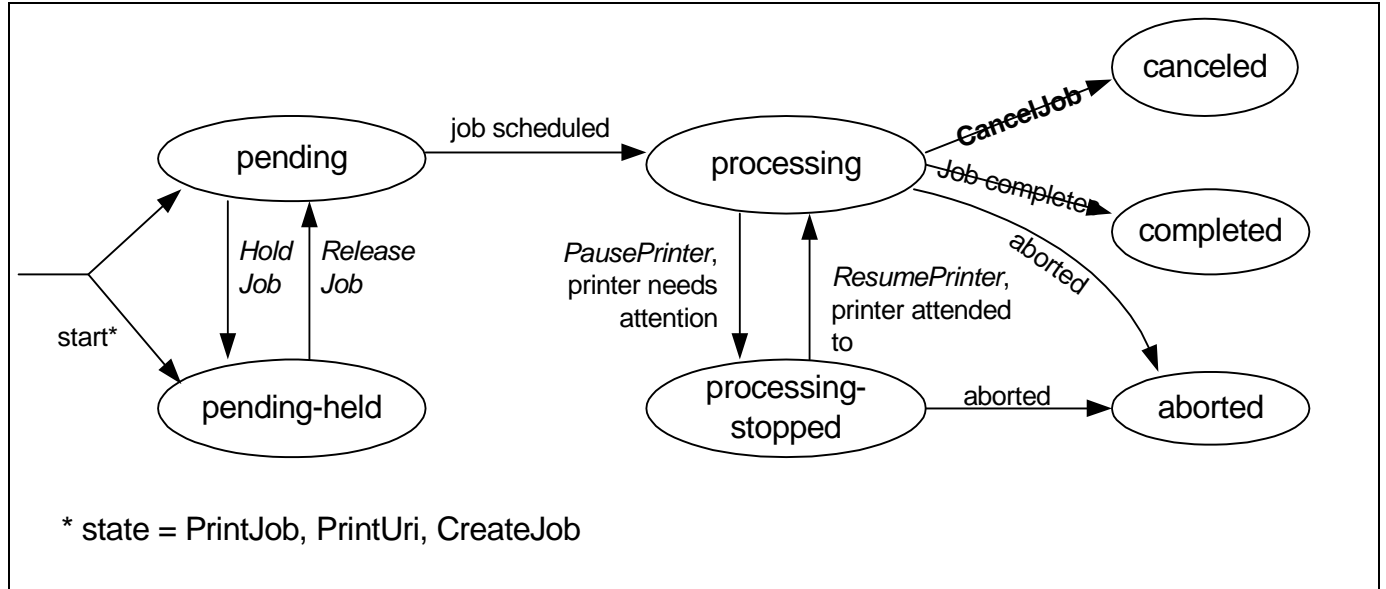 canceled
CancelJob
pending
job scheduled
processing
Job completed
completed
Hold
Job
Release
Job
PausePrinter,
printer needs
attention
ResumePrinter,
printer attended
to
aborted
start*
pending-held
processing-
stopped
aborted
aborted
* state = PrintJob, PrintUri, CreateJob